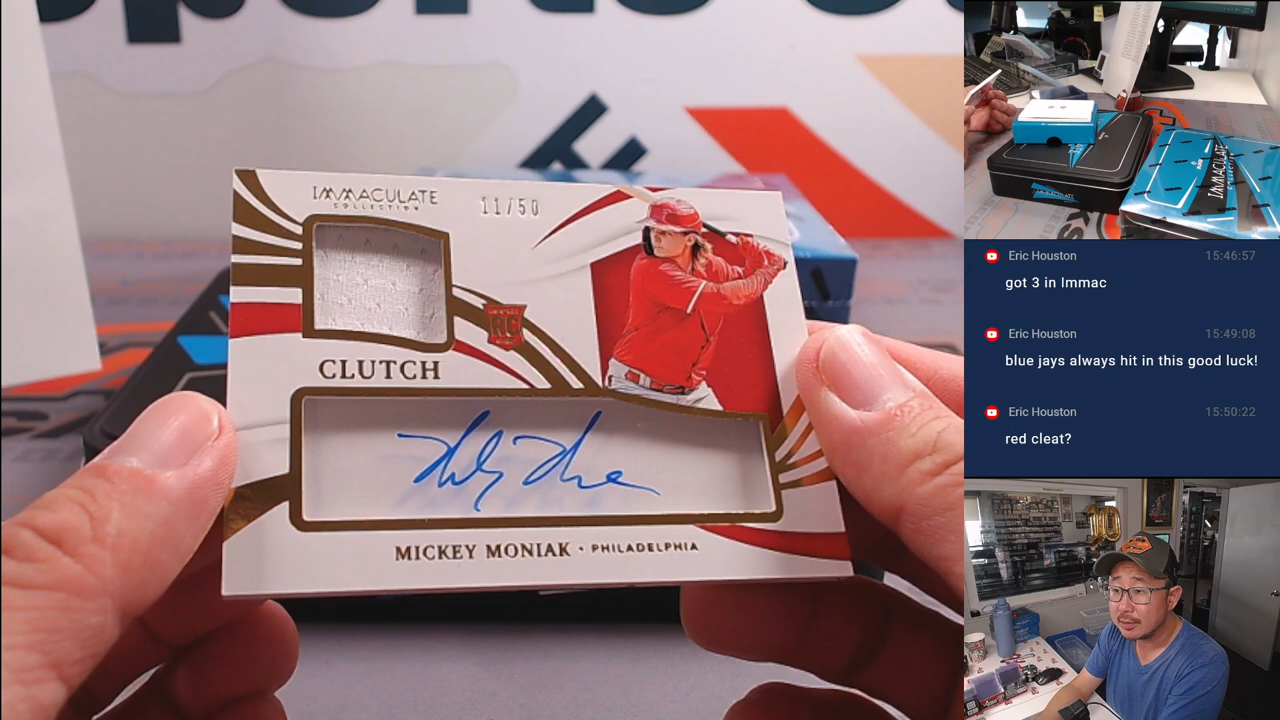 IMMACULATE
COLLECTION
11/50
RC
CLUTCH
MICKEY MONIAK • PHILADELPHIA
IMMACULATE
IMMACULATE
Eric Houston 15:46:57
got 3 in Immac
Eric Houston 15:49:08
blue jays always hit in this good luck!
Eric Houston 15:50:22
red cleat?
10